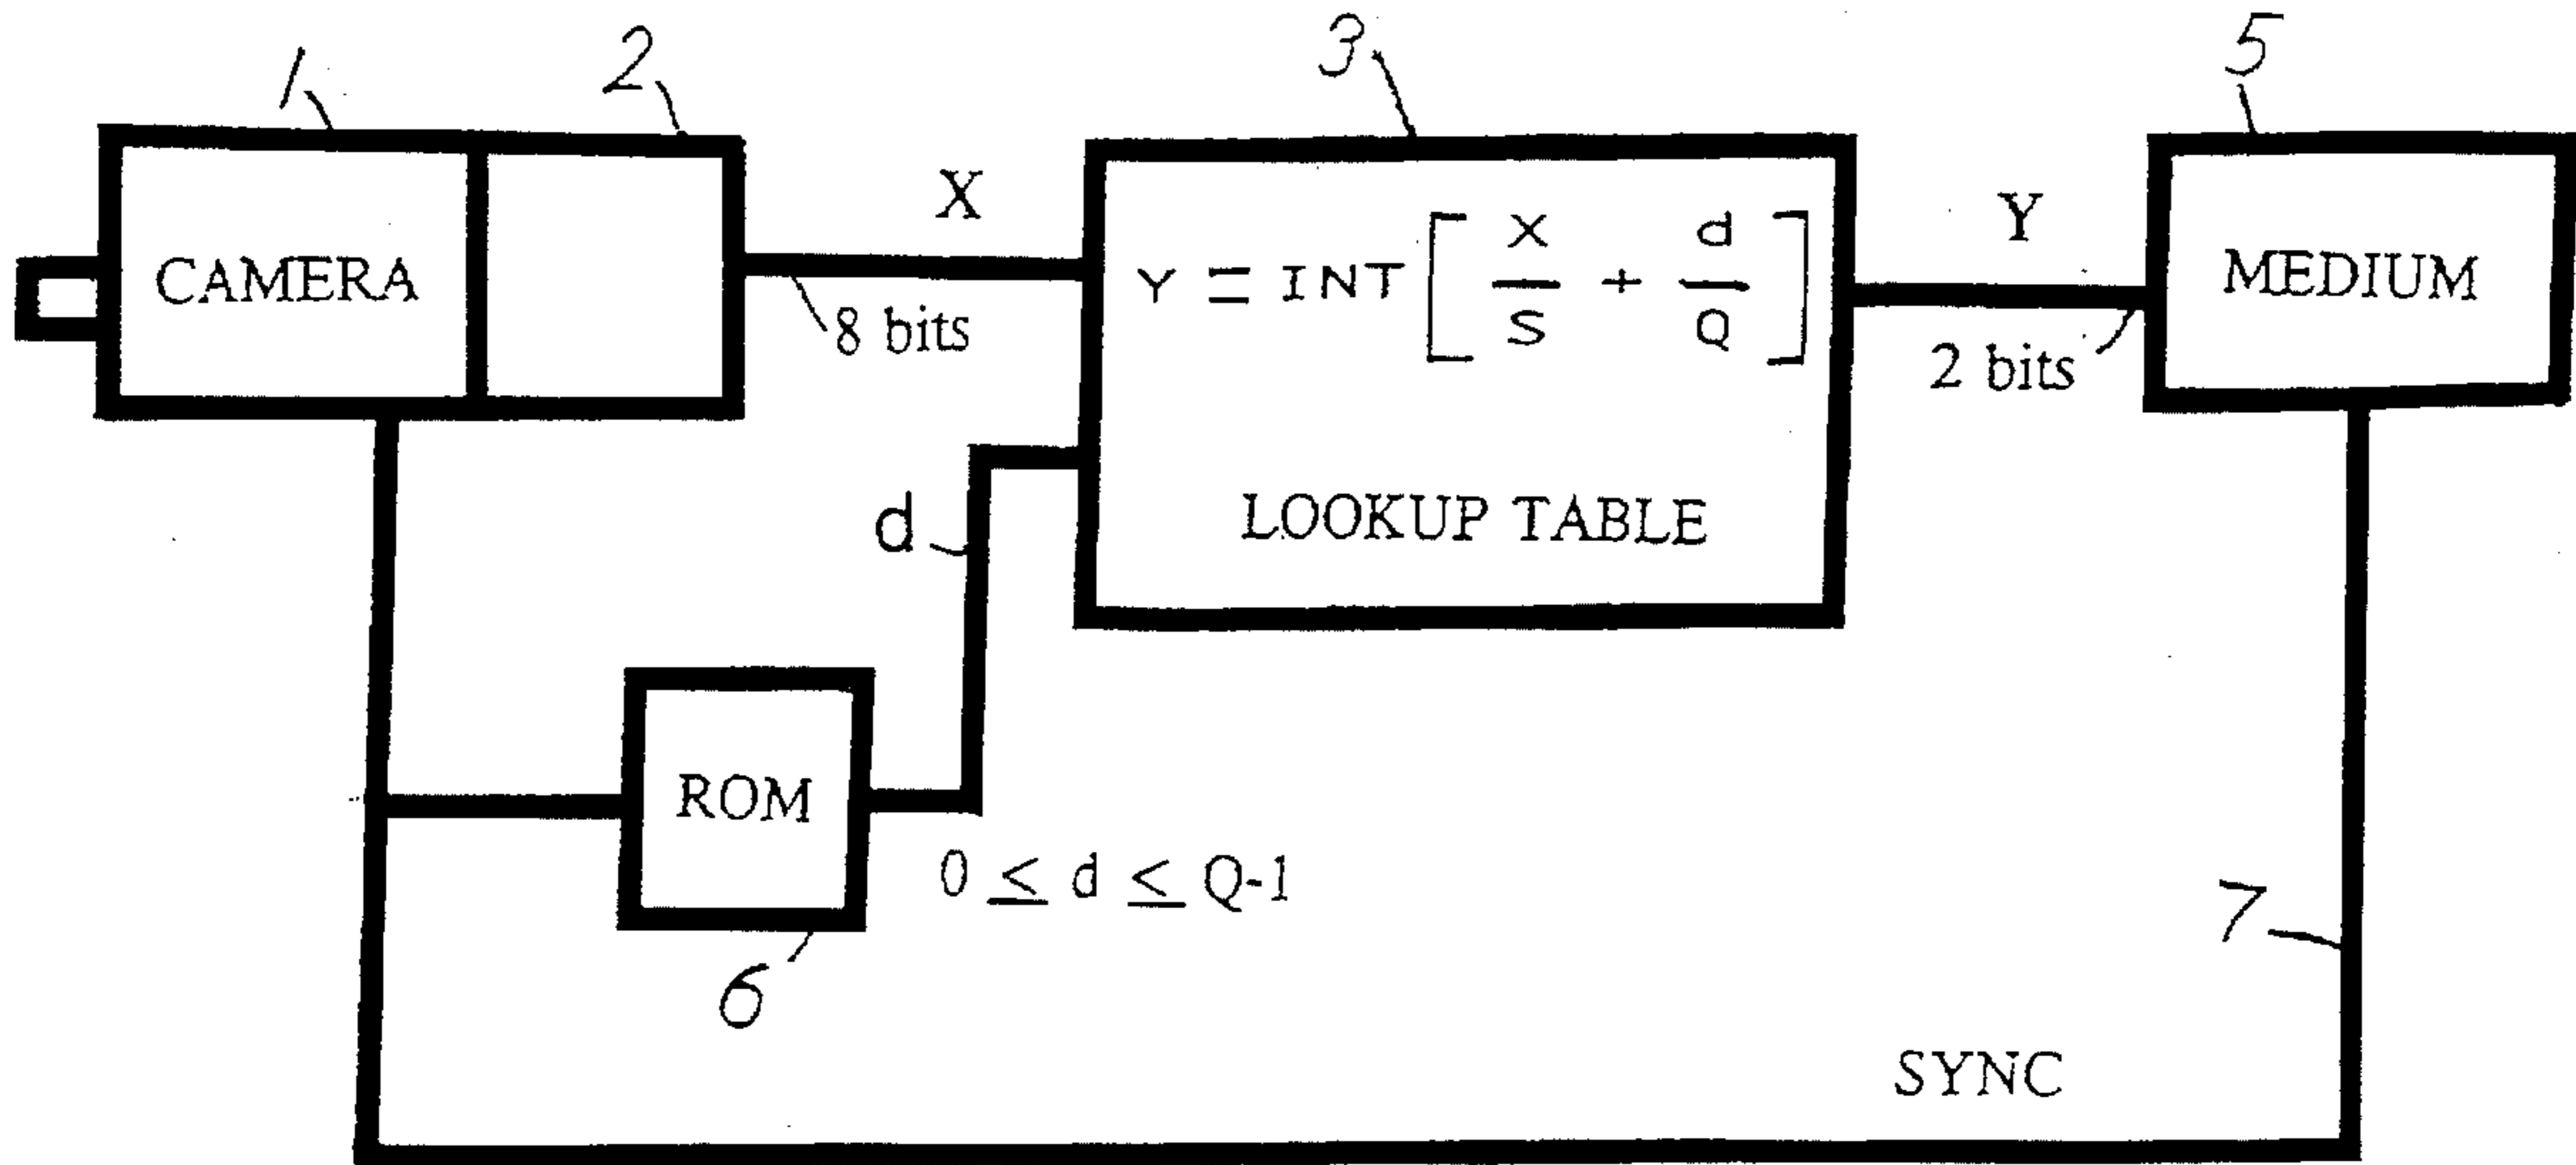 1
2
3
5
CAMERA
X
8 bits
Y = INT [ X/S + d/Q ]
LOOKUP TABLE
Y
2 bits
MEDIUM
d
ROM
0 ≤ d ≤ Q-1
6
7
SYNC